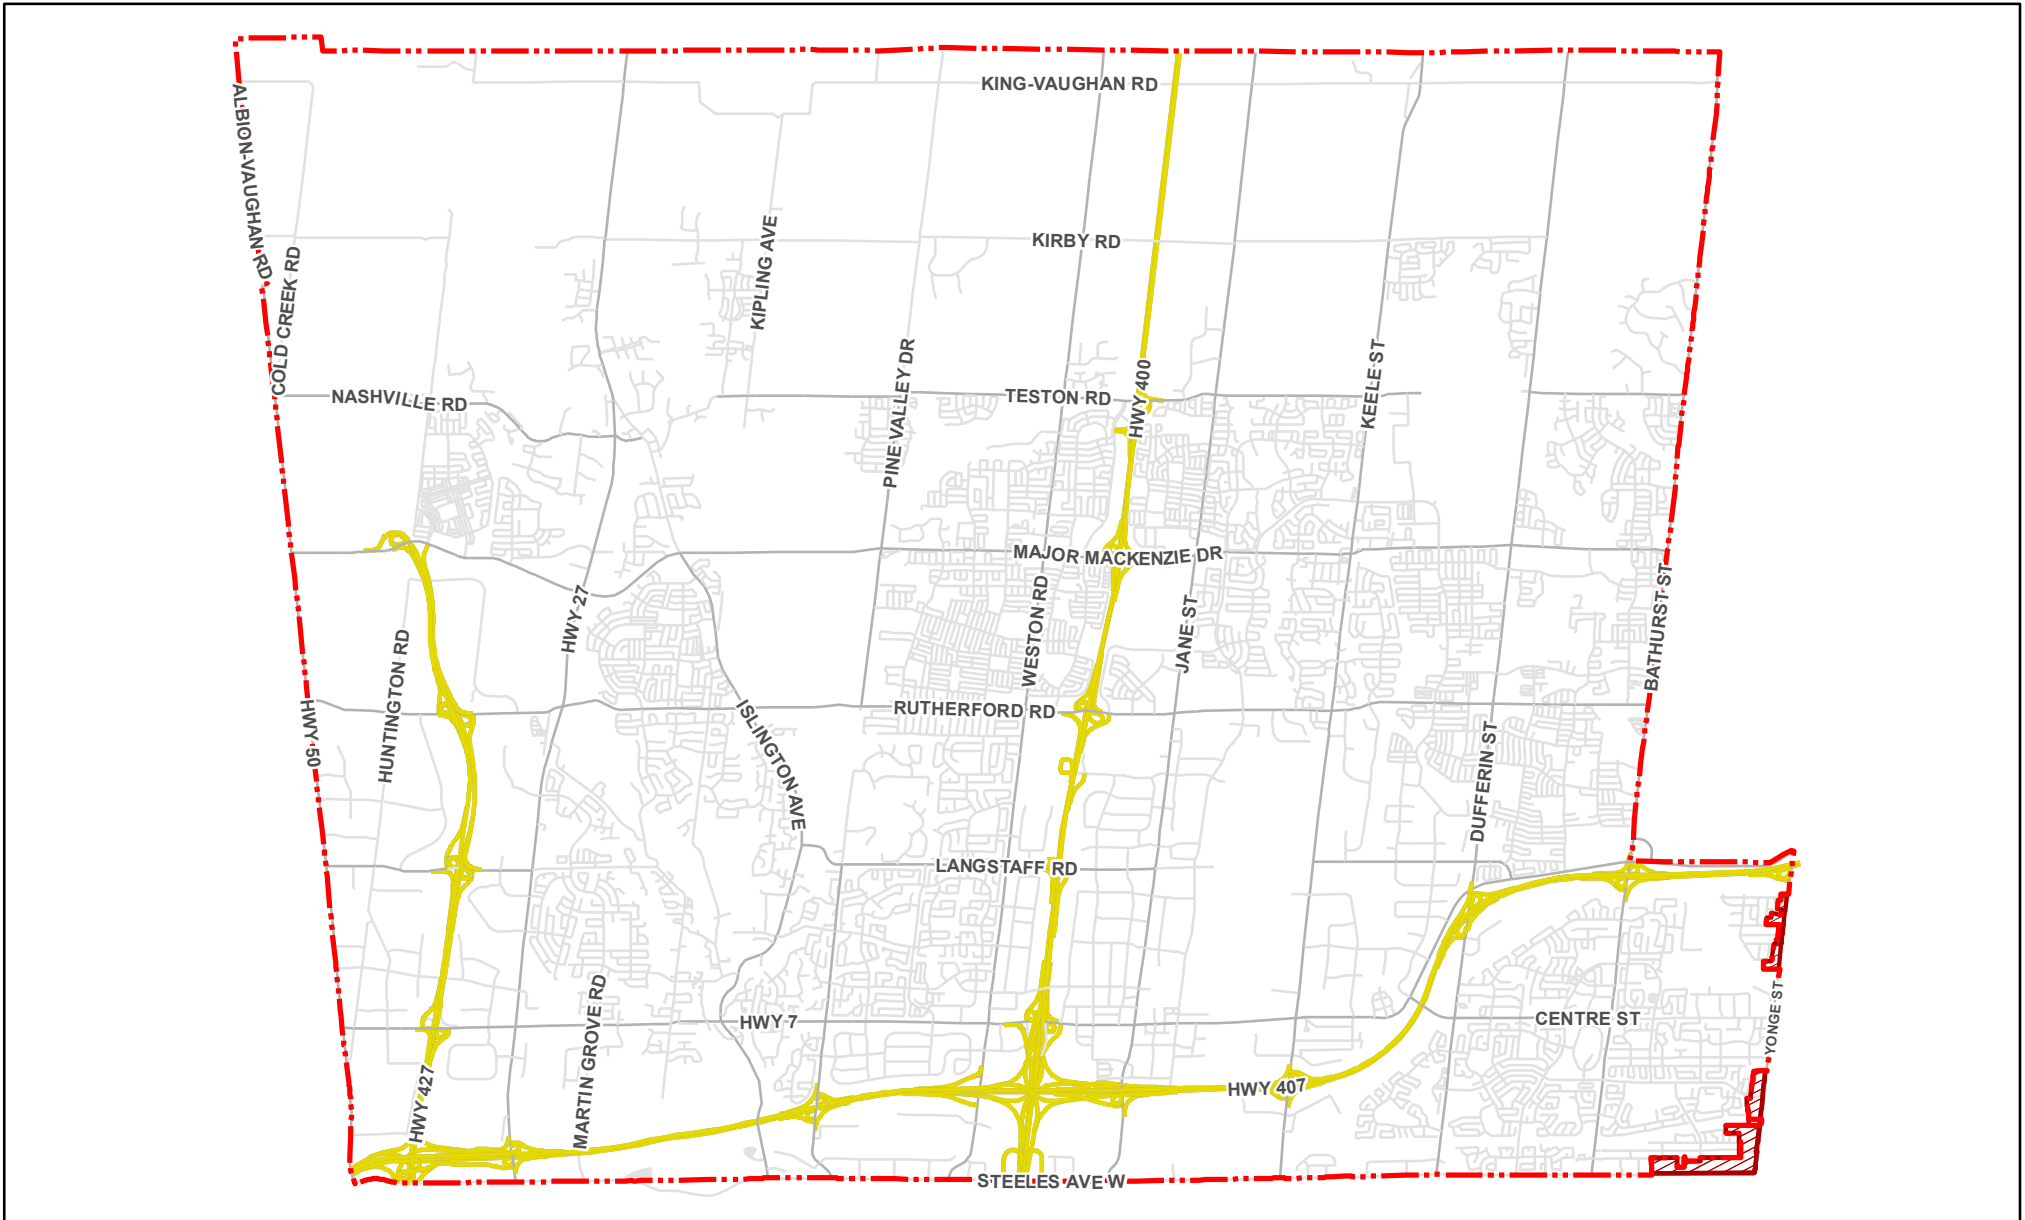 KING-VAUGHAN RD
ALBION-VAUGHAN RD
KIRBY RD
KIPLING AVE
COLD CREEK RD
PINE VALLEY DR
HWY 400
KEELE ST
NASHVILLE RD
TESTON RD
MAJOR MACKENZIE DR
HWY 27
WESTON RD
JANE ST
BATHURST ST
HUNTINGTON RD
HWY 50
ISLINGTON AVE
RUTHERFORD RD
DUFFERIN ST
LANGSTAFF RD
MARTIN GROVE RD
HWY 7
CENTRE ST
YONGE ST
HWY 427
HWY 407
STEELES AVE W